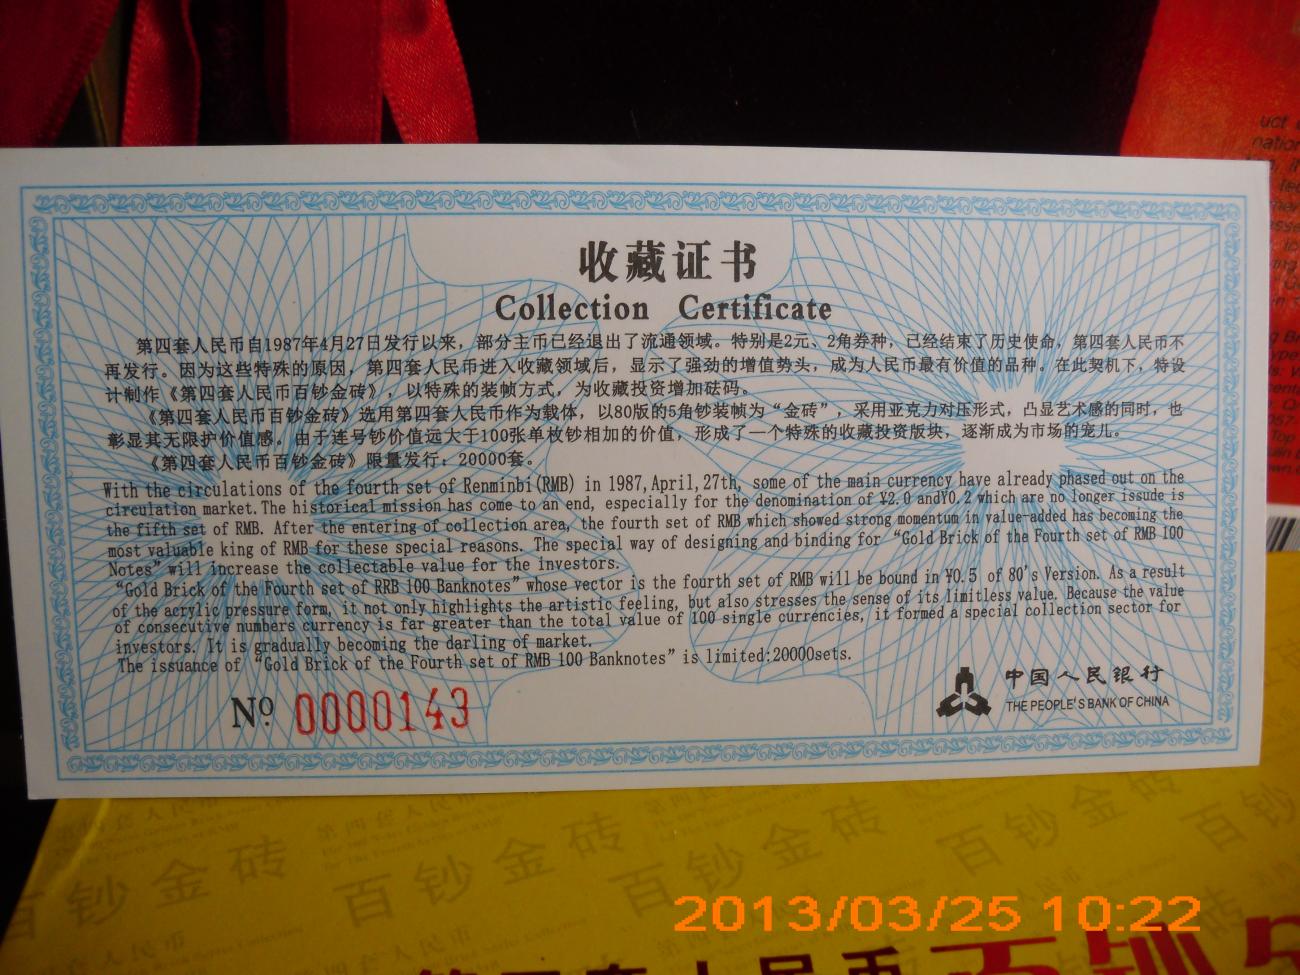 收藏证书
Collection Certificate
第四套人民币自1987年4月27日发行以来，部分主币已经退出了流通领域。特别是2元、2角券种，已经结束了历史使命，第四套人民币不
再发行。因为这些特殊的原因，第四套人民币进入收藏领域后，显示了强劲的增值势头，成为人民币最有价值的品种。在此契机下，特设
计制作《第四套人民币百钞金砖》，以特殊的装帧方式，为收藏投资增加砝码。
《第四套人民币百钞金砖》选用第四套人民币作为载体，以80版的5角钞装帧为“金砖”，采用亚克力对压形式，凸显艺术感的同时，也
彰显其无限护价值感。由于连号钞价值远大于100张单枚钞相加的价值，形成了一个特殊的收藏投资版块，逐渐成为市场的宠儿。
《第四套人民币百钞金砖》限量发行：20000套。
With the circulations of the fourth set of Renminbi(RMB) in 1987,April,27th, some of the main currency have already phased out on the
circulation market.The historical mission has come to an end, especially for the denomination of ¥2.0 and¥0.2 which are no longer issude is
the fifth set of RMB. After the entering of collection area, the fourth set of RMB which showed strong momentum in value-added has becoming the
most valuable king of RMB for these special reasons. The special way of designing and binding for “Gold Brick of the Fourth set of RMB 100
Notes” will increase the collectable value for the investors.
“Gold Brick of the Fourth set of RRB 100 Banknotes” whose vector is the fourth set of RMB will be bound in ¥0.5 of 80's Version. As a result
of the acrylic pressure form, it not only highlights the artistic feeling, but also stresses the sense of its limitless value. Because the value
of consecutive numbers currency is far greater than the total value of 100 single currencies, it formed a special collection sector for
investors. It is gradually becoming the darling of market.
The issuance of “Gold Brick of the Fourth set of RMB 100 Banknotes” is limited:20000sets.
№ 0000143
中国人民银行
THE PEOPLE'S BANK OF CHINA
百钞金砖
百钞金砖
百钞金砖
百钞金砖
2013/03/25 10:22